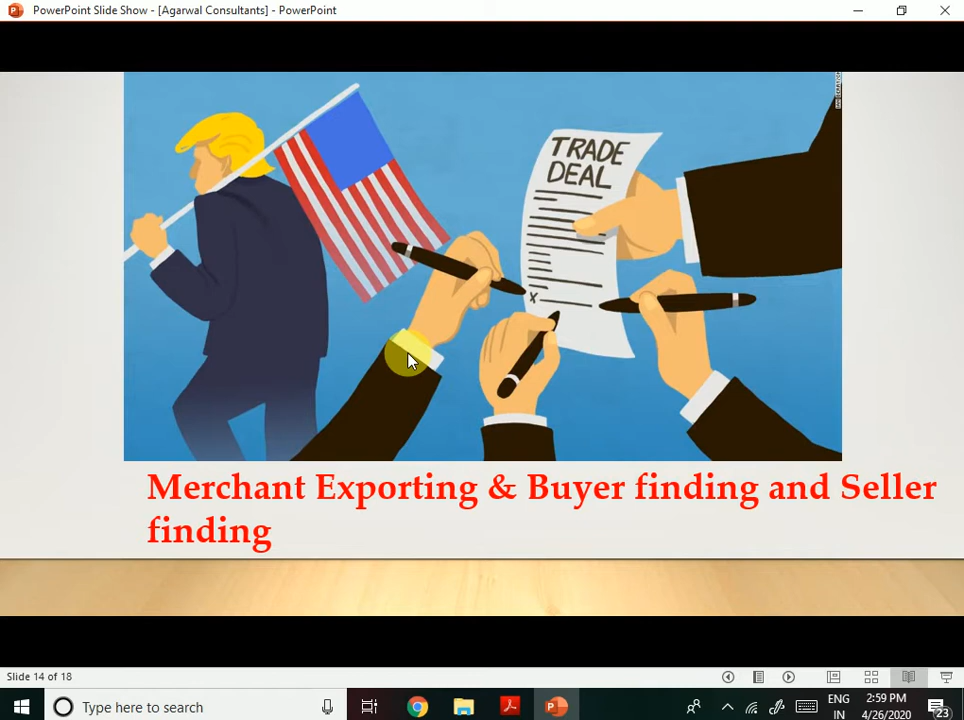 PowerPoint Slide Show - [Agarwal Consultants] - PowerPoint
TRADE
DEAL
x
Merchant Exporting & Buyer finding and Seller
finding
Slide 14 of 18
Type here to search
ENG
IN
2:59 PM
4/26/2020
23